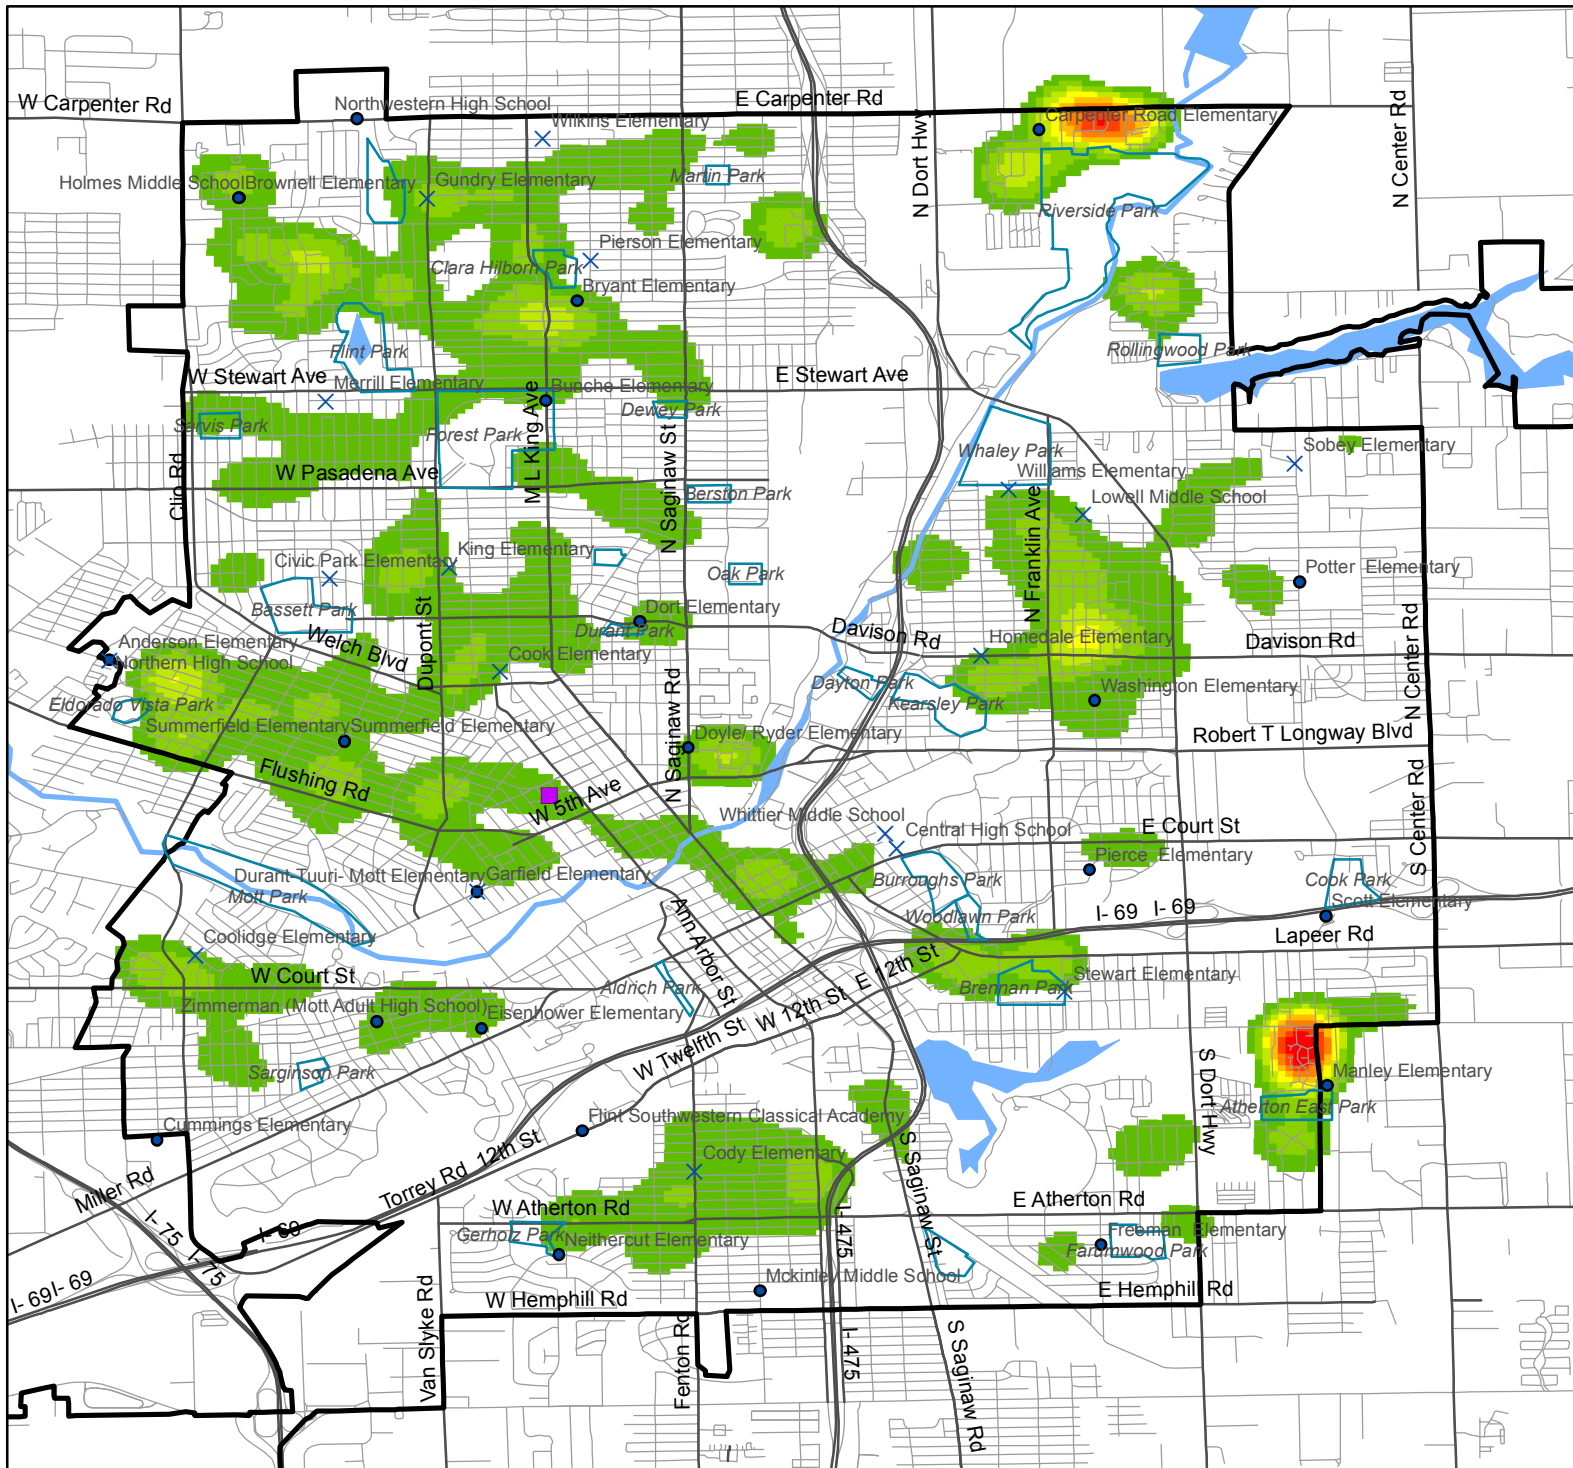 W Carpenter Rd
Northwestern High School
E Carpenter Rd
Wilkins Elementary
Carpenter Road Elementary
N Dort Hwy
N Center Rd
Holmes Middle School
Brownell Elementary
Gundry Elementary
Martin Park
Riverside Park
Pierson Elementary
Clara Hilborn Park
Bryant Elementary
Flint Park
Rollingwood Park
W Stewart Ave
Merrill Elementary
Bunche Elementary
E Stewart Ave
Dewey Park
Sarvis Park
Forest Park
M L King Ave
N Saginaw St
Whaley Park
Sobey Elementary
W Pasadena Ave
Williams Elementary
Clio Rd
Berston Park
Lowell Middle School
N Franklin Ave
Civic Park Elementary
King Elementary
Oak Park
Potter Elementary
Bassett Park
Dort Elementary
Durant Park
Welch Blvd
Dupont St
Davison Rd
Homedale Elementary
Davison Rd
N Center Rd
Anderson Elementary
Northern High School
Cook Elementary
Dayton Park
Kearsley Park
Washington Elementary
Eldorado Vista Park
Summerfield Elementary
Summerfield Elementary
N Saginaw Rd
Doyle/ Ryder Elementary
Robert T Longway Blvd
Flushing Rd
W 5th Ave
Whittier Middle School
Central High School
E Court St
Pierce Elementary
S Center Rd
Durant-Tuuri- Mott Elementary
Garfield Elementary
Mott Park
Burroughs Park
Cook Park
Woodlawn Park
I- 69
I- 69
Scott Elementary
Ann Arbor St
Coolidge Elementary
Lapeer Rd
W Court St
E 12th St
Aldrich Park
Brennan Park
Stewart Elementary
Zimmerman (Mott Adult High School)
Eisenhower Elementary
W 12th St
W Twelfth St
Sarginson Park
S Dort Hwy
Manley Elementary
Atherton East Park
Cummings Elementary
Flint Southwestern Classical Academy
12th St
Cody Elementary
Miller Rd
Torrey Rd
S Saginaw St
W Atherton Rd
E Atherton Rd
I- 75
I- 69
Gerholz Park
Neithercut Elementary
I- 475
Freeman Elementary
Farumwood Park
I- 75
I- 69
I- 69
Mckinley Middle School
W Hemphill Rd
E Hemphill Rd
Van Slyke Rd
Fenton Rd
I- 475
S Saginaw Rd